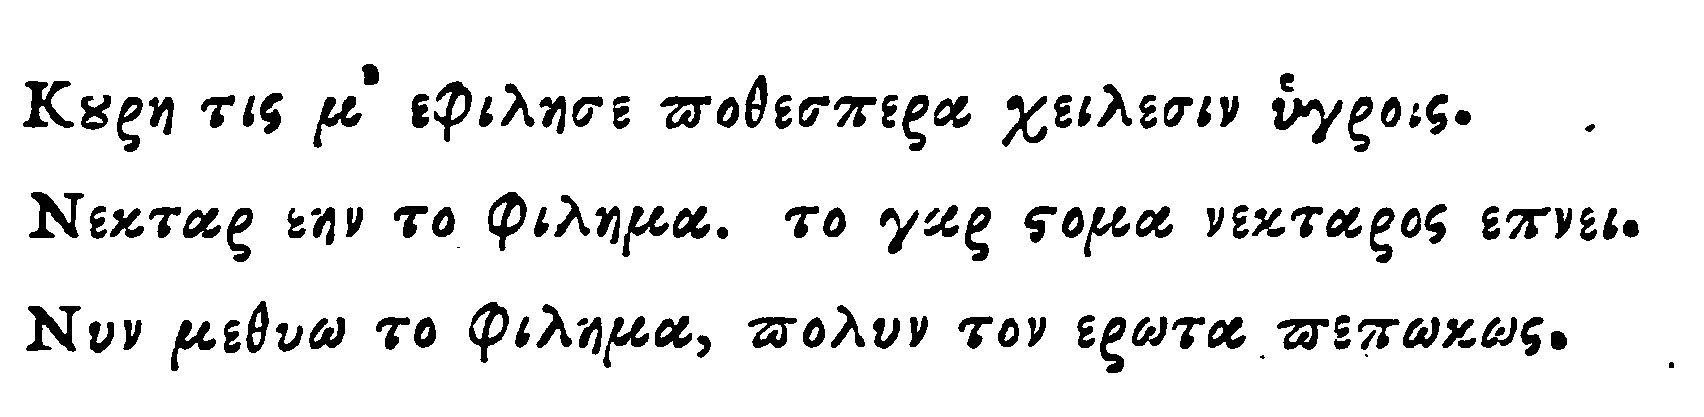 Κȣρη τις μ' εφιλησε ϖοθεσπερα χειλεσιν ὑγροις.
Νεκταρ εην το φιλημα. το γαρ ϛομα νεκταρος επνει.
Νυν μεθυω το φιλημα, ϖολυν τον ερωτα ϖεπωκως.